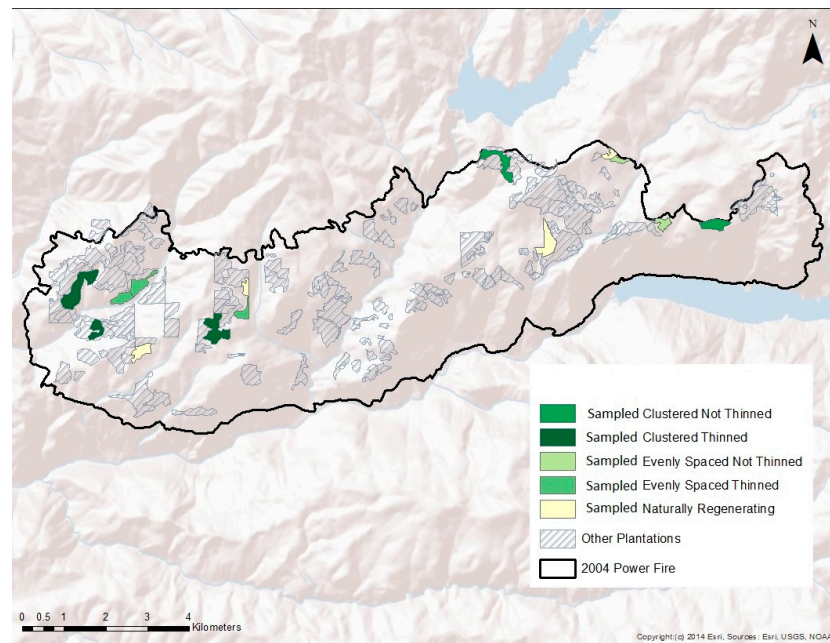 N
Sampled Clustered Not Thinned
Sampled Clustered Thinned
Sampled Evenly Spaced Not Thinned
Sampled Evenly Spaced Thinned
Sampled Naturally Regenerating
Other Plantations
2004 Power Fire
0 0.5 1 2 3 4
Kilometers
Copyright:(c) 2014 Esri, Sources: Esri, USGS, NOAA